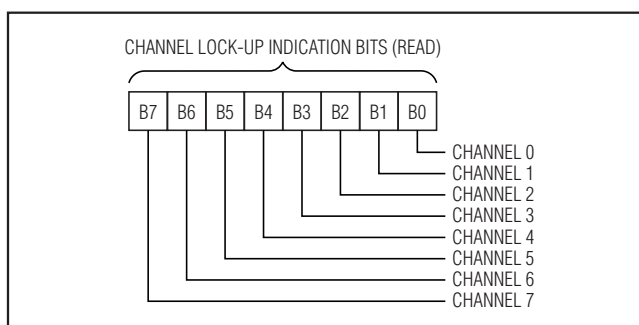 CHANNEL LOCK-UP INDICATION BITS (READ)
B7 B6 B5 B4 B3 B2 B1 B0
CHANNEL 0
CHANNEL 1
CHANNEL 2
CHANNEL 3
CHANNEL 4
CHANNEL 5
CHANNEL 6
CHANNEL 7